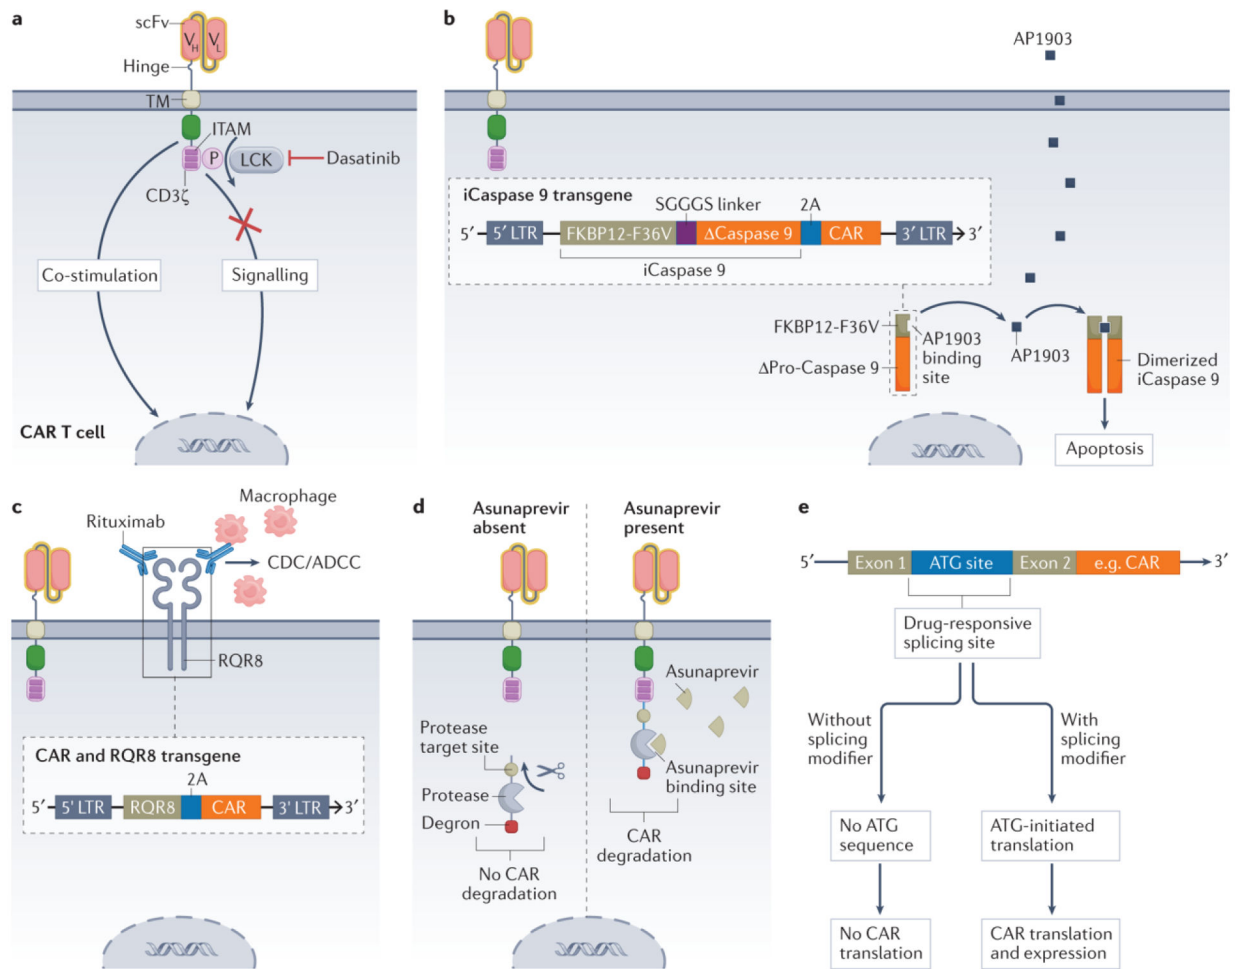 a
scFv
VH VL
Hinge
TM
ITAM
P
LCK
Dasatinib
CD3ζ
Co-stimulation
Signalling
CAR T cell
b
AP1903
iCaspase 9 transgene
SGGGS linker
2A
5′
5′ LTR
FKBP12-F36V
ΔCaspase 9
CAR
3′ LTR
3′
iCaspase 9
FKBP12-F36V
ΔPro-Caspase 9
AP1903
binding
site
AP1903
Dimerized
iCaspase 9
Apoptosis
c
Macrophage
Rituximab
CDC/ADCC
RQR8
CAR and RQR8 transgene
2A
5′
5' LTR
RQR8
CAR
3' LTR
3′
d
Asunaprevir
absent
Asunaprevir
present
Asunaprevir
Protease
target site
Protease
Degron
Asunaprevir
binding site
No CAR
degradation
CAR
degradation
e
5′
Exon 1
ATG site
Exon 2
e.g. CAR
3′
Drug-responsive
splicing site
Without
splicing
modifier
With
splicing
modifier
No ATG
sequence
ATG-initiated
translation
No CAR
translation
CAR translation
and expression